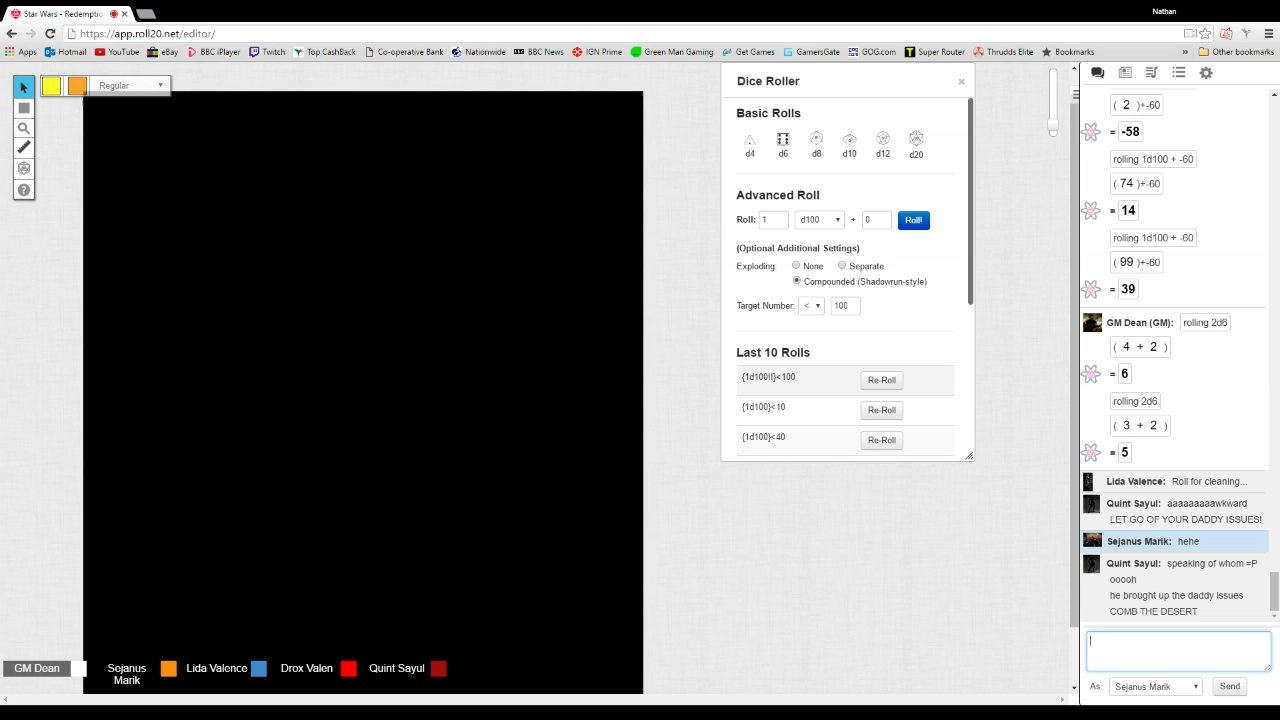 Nathan
Star Wars - Redemption
https://app.roll20.net/editor/
Apps Hotmail YouTube eBay BBC iPlayer Twitch Top CashBack Co-operative Bank: Nationwide BBC News IGN Prime Green Man Gaming Get Games GamersGate GOG.com Super Router Thrudds Elite Bookmarks » Other bookmarks
Regular
Dice Roller
Basic Rolls
d4 d6 d8 d10 d12 d20
Advanced Roll
Roll: 1 d100 + 0 Roll!
(Optional Additional Settings)
Exploding: None Separate
Compounded (Shadowrun-style)
Target Number: < 100
Last 10 Rolls
{1d100!!}<100 Re-Roll
{1d100}<10 Re-Roll
{1d100}<40 Re-Roll
( 2 )+-60
= -58
rolling 1d100 + -60
( 74 )+-60
= 14
rolling 1d100 + -60
( 99 )+-60
= 39
GM Dean (GM): rolling 2d6
( 4 + 2 )
= 6
rolling 2d6
( 3 + 2 )
= 5
Lida Valence: Roll for cleaning...
Quint Sayul: aaaaaaaaawkward
LET GO OF YOUR DADDY ISSUES!
Sejanus Marik: hehe
Quint Sayul: speaking of whom =P
ooooh
he brought up the daddy issues
COMB THE DESERT
As: Sejanus Marik Send
GM Dean
Sejanus Marik
Lida Valence
Drox Valen
Quint Sayul